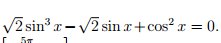 √2 sin³ x − √2 sin x + cos² x = 0.